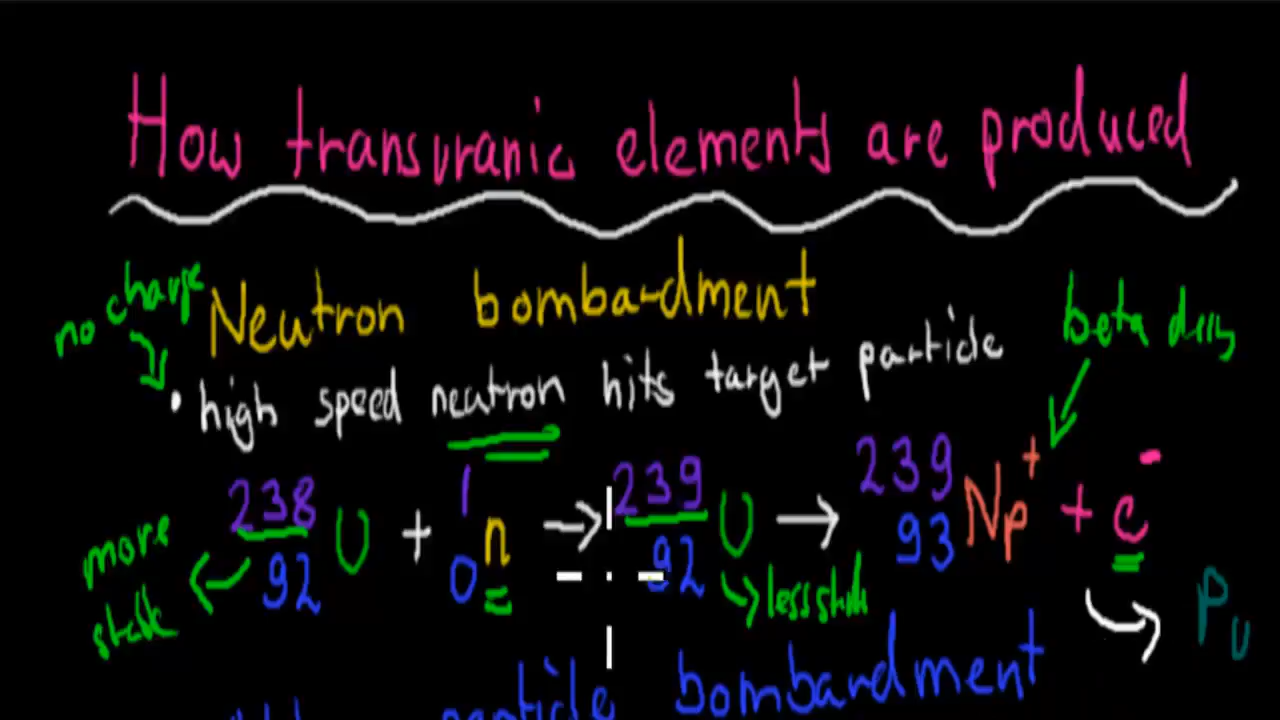 How transuranic elements are produced
no charge
Neutron bombardment
beta decay
• high speed neutron hits target particle
238 92 U + 1 0 n → 239 92 U → 239 93 Np+ + e-
more stable
less stable
Pu
particle bombardment